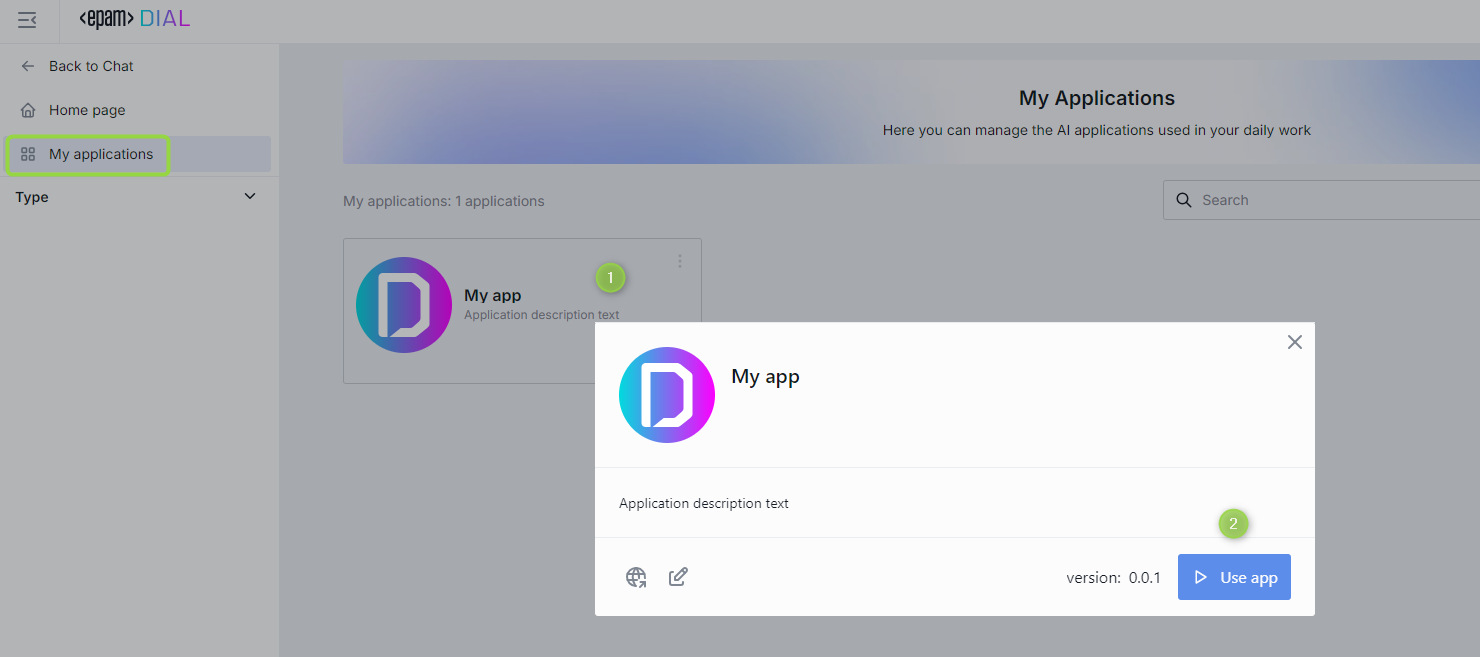 <epam> DIAL
Back to Chat
Home page
My applications
Type
My Applications
Here you can manage the AI applications used in your daily work
My applications: 1 applications
Search
My app
Application description text
1
My app
Application description text
2
version: 0.0.1
Use app